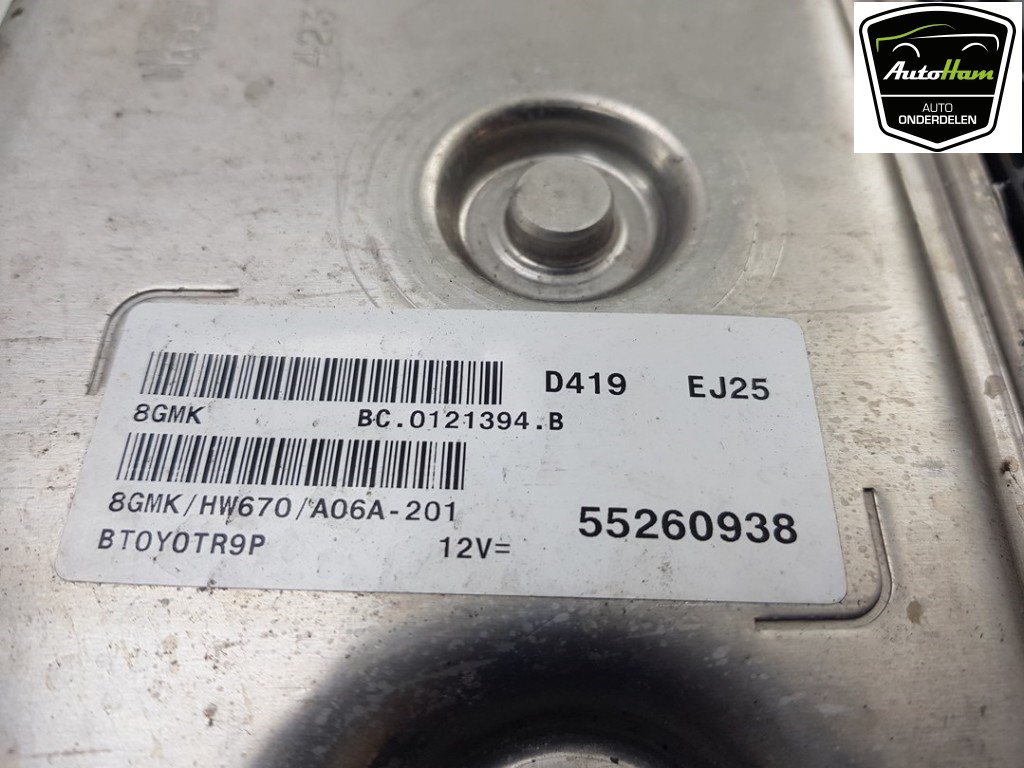 AutoHam
AUTO
ONDERDELEN
D419 EJ25
8GMK BC.0121394.B
8GMK/HW670/A06A-201
BT0Y0TR9P 12V=
55260938